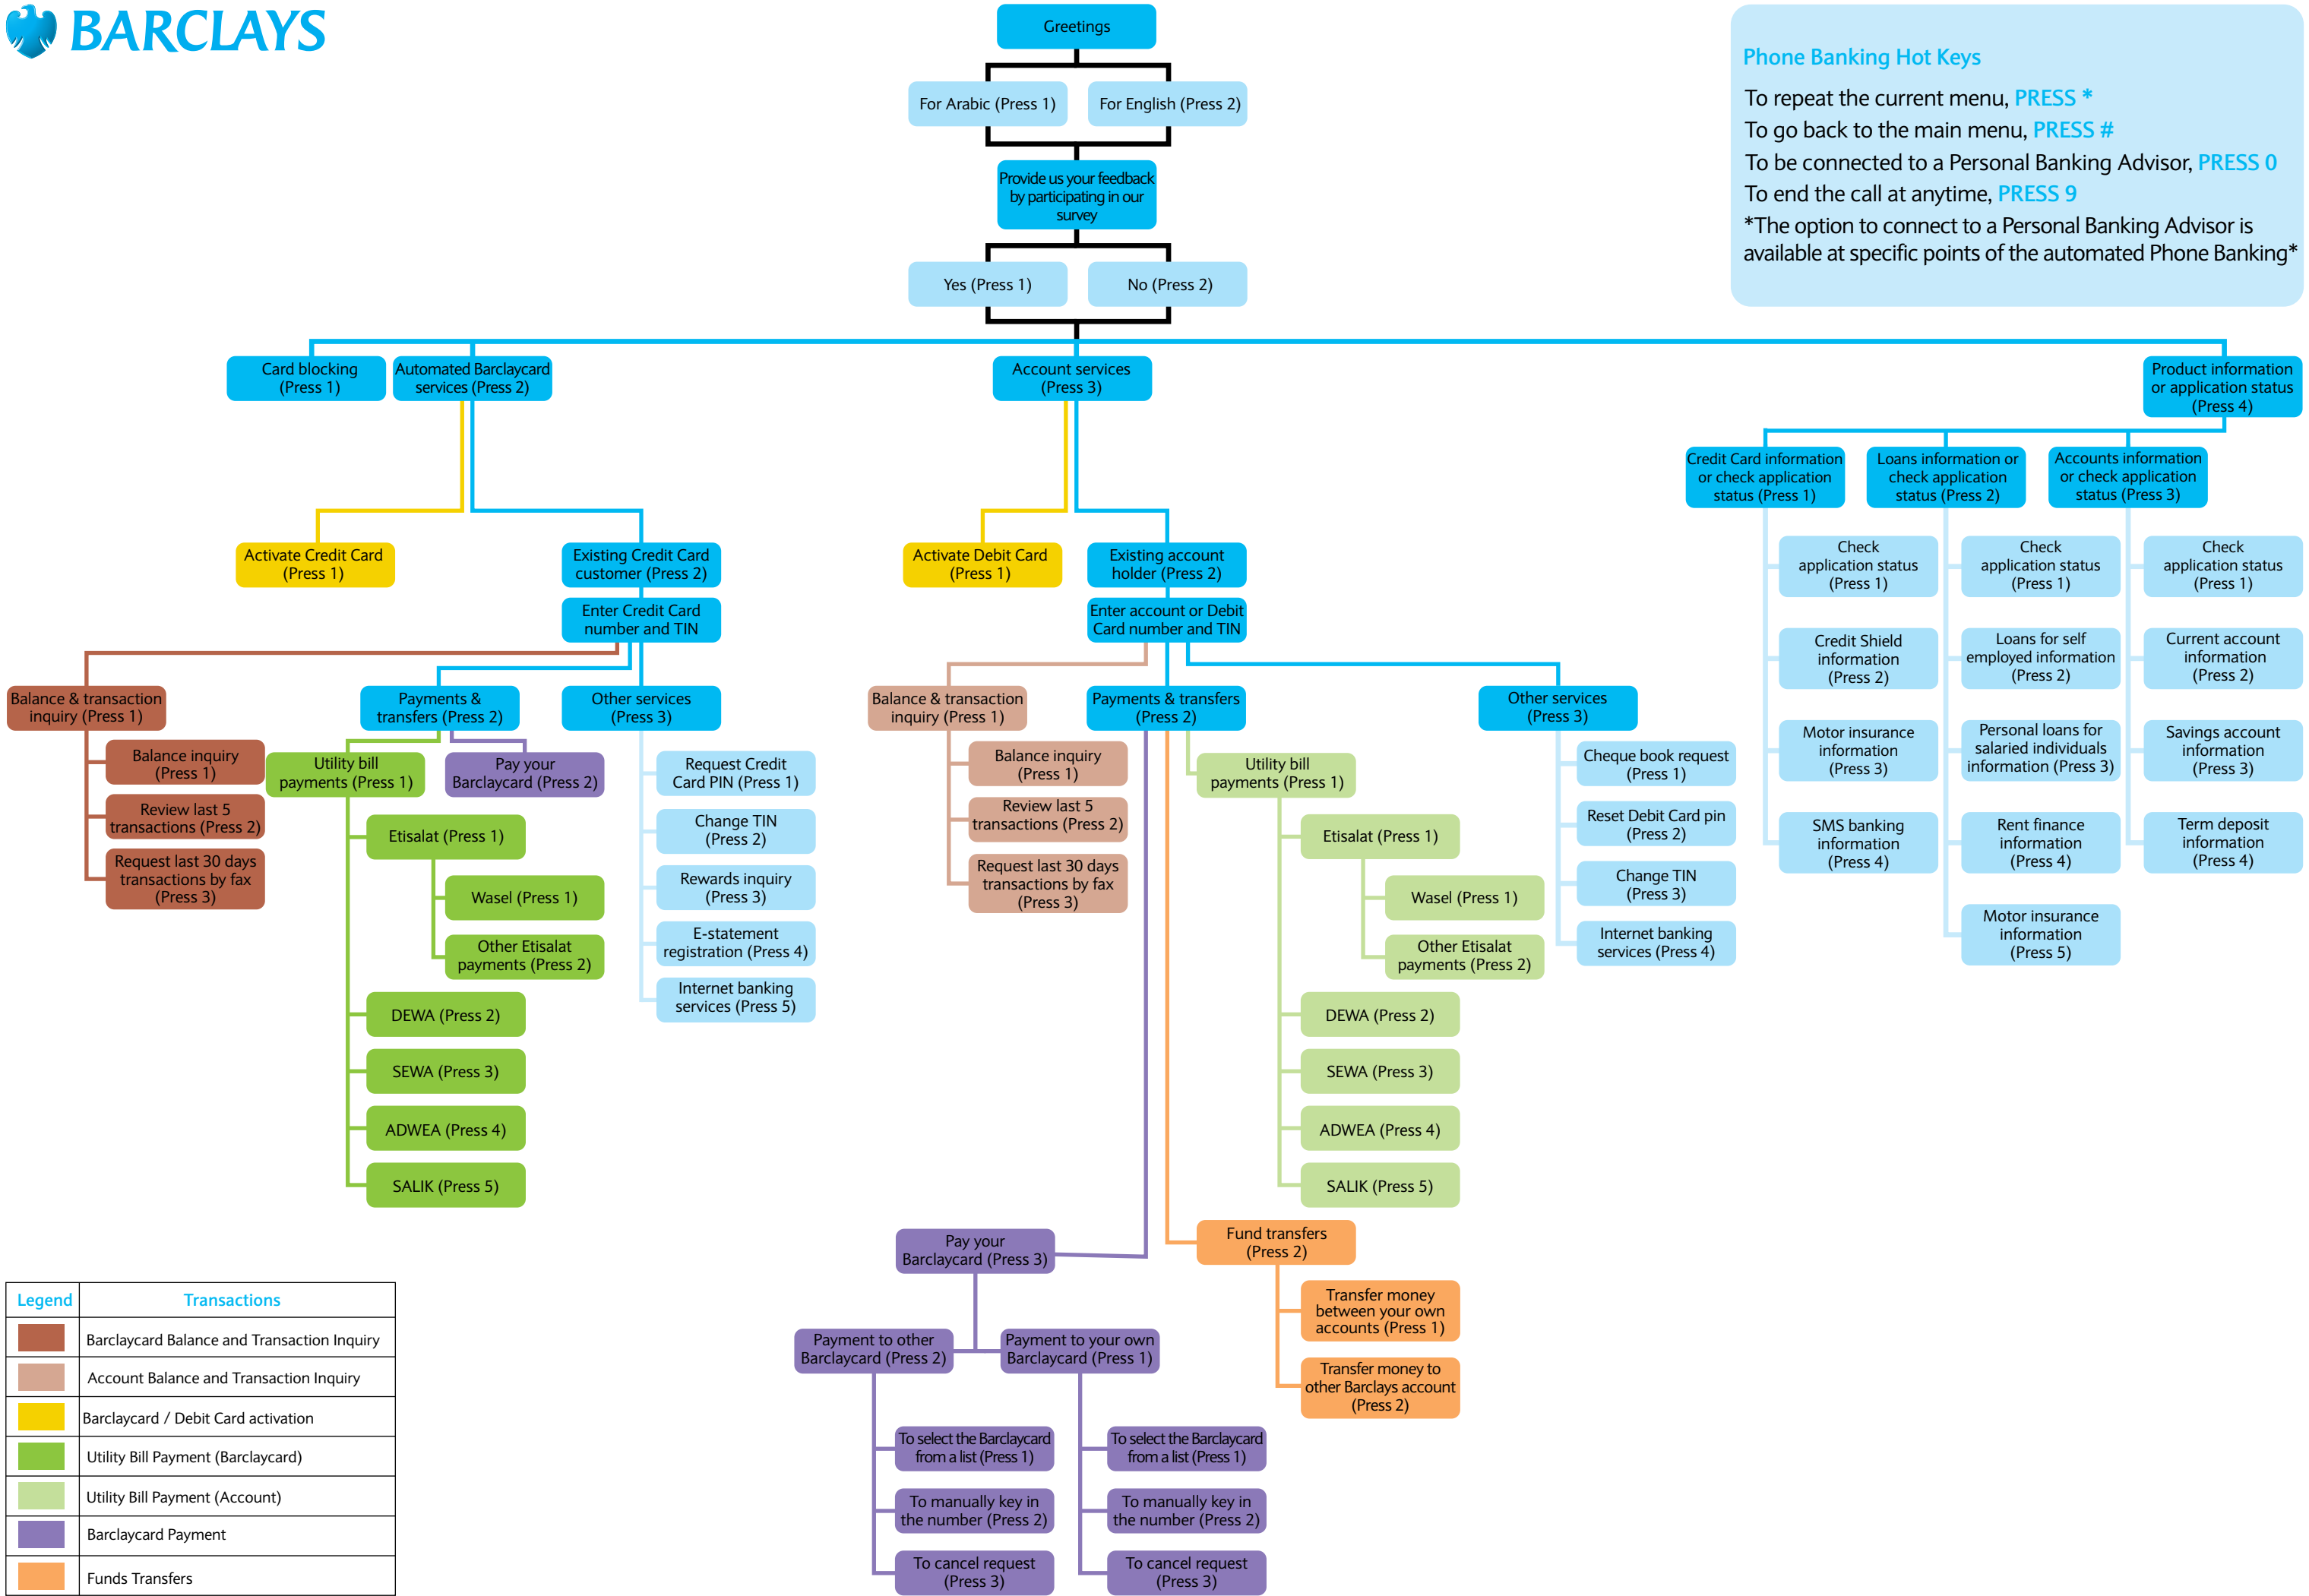 BARCLAYS
Greetings
For Arabic (Press 1)
For English (Press 2)
Provide us your feedback
by participating in our
survey
Yes (Press 1)
No (Press 2)
Phone Banking Hot Keys
To repeat the current menu, PRESS *
To go back to the main menu, PRESS #
To be connected to a Personal Banking Advisor, PRESS 0
To end the call at anytime, PRESS 9
*The option to connect to a Personal Banking Advisor is
available at specific points of the automated Phone Banking*
Card blocking
(Press 1)
Automated Barclaycard
services (Press 2)
Account services
(Press 3)
Product information
or application status
(Press 4)
Activate Credit Card
(Press 1)
Existing Credit Card
customer (Press 2)
Enter Credit Card
number and TIN
Balance & transaction
inquiry (Press 1)
Balance inquiry
(Press 1)
Review last 5
transactions (Press 2)
Request last 30 days
transactions by fax
(Press 3)
Payments &
transfers (Press 2)
Utility bill
payments (Press 1)
Etisalat (Press 1)
Wasel (Press 1)
Other Etisalat
payments (Press 2)
DEWA (Press 2)
SEWA (Press 3)
ADWEA (Press 4)
SALIK (Press 5)
Pay your
Barclaycard (Press 2)
Other services
(Press 3)
Request Credit
Card PIN (Press 1)
Change TIN
(Press 2)
Rewards inquiry
(Press 3)
E-statement
registration (Press 4)
Internet banking
services (Press 5)
Activate Debit Card
(Press 1)
Existing account
holder (Press 2)
Enter account or Debit
Card number and TIN
Balance & transaction
inquiry (Press 1)
Balance inquiry
(Press 1)
Review last 5
transactions (Press 2)
Request last 30 days
transactions by fax
(Press 3)
Payments & transfers
(Press 2)
Utility bill
payments (Press 1)
Etisalat (Press 1)
Wasel (Press 1)
Other Etisalat
payments (Press 2)
DEWA (Press 2)
SEWA (Press 3)
ADWEA (Press 4)
SALIK (Press 5)
Fund transfers
(Press 2)
Transfer money
between your own
accounts (Press 1)
Transfer money to
other Barclays account
(Press 2)
Pay your
Barclaycard (Press 3)
Payment to other
Barclaycard (Press 2)
To select the Barclaycard
from a list (Press 1)
To manually key in
the number (Press 2)
To cancel request
(Press 3)
Payment to your own
Barclaycard (Press 1)
To select the Barclaycard
from a list (Press 1)
To manually key in
the number (Press 2)
To cancel request
(Press 3)
Other services
(Press 3)
Cheque book request
(Press 1)
Reset Debit Card pin
(Press 2)
Change TIN
(Press 3)
Internet banking
services (Press 4)
Credit Card information
or check application
status (Press 1)
Check
application status
(Press 1)
Credit Shield
information
(Press 2)
Motor insurance
information
(Press 3)
SMS banking
information
(Press 4)
Loans information or
check application
status (Press 2)
Check
application status
(Press 1)
Loans for self
employed information
(Press 2)
Personal loans for
salaried individuals
information (Press 3)
Rent finance
information
(Press 4)
Motor insurance
information
(Press 5)
Accounts information
or check application
status (Press 3)
Check
application status
(Press 1)
Current account
information
(Press 2)
Savings account
information
(Press 3)
Term deposit
information
(Press 4)
Legend Transactions
Barclaycard Balance and Transaction Inquiry
Account Balance and Transaction Inquiry
Barclaycard / Debit Card activation
Utility Bill Payment (Barclaycard)
Utility Bill Payment (Account)
Barclaycard Payment
Funds Transfers